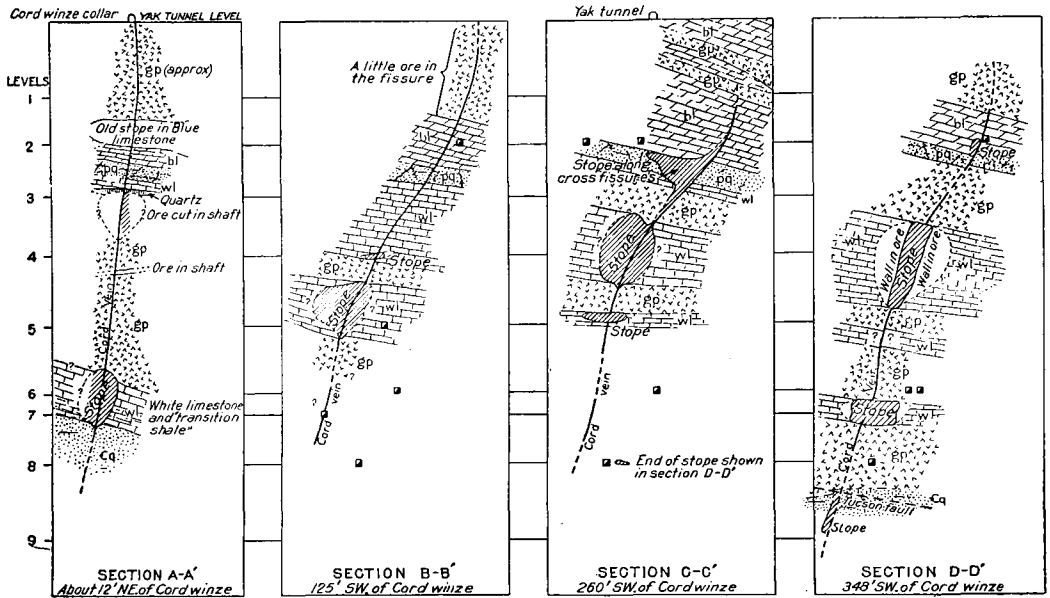 Cord winze collar
YAK TUNNEL LEVEL
LEVELS
1
2
3
4
5
6
7
8
9
gp (approx)
Old stope in Blue
limestone
bl
pq
wl
Quartz
? Ore cut in shaft
gp
Ore in shaft
Cord Vein
gp
?
?
Stope
wl
White limestone
and "transition
shale"
Cq
SECTION A-A'
About 12' NE. of Cord winze
A little ore in
the fissure
gp
bl
pq
wl
Stope
gp
Stope
wl
gp
?
Cord vein
SECTION B-B'
125' SW. of Cord winze
Yak tunnel
bl
gp
gp
bl
Stope along
cross fissures
pq
wl
gp
Stope
?
wl
gp
wl
Stope
Cord vein
End of stope shown
in section D-D'
SECTION C-C'
260' SW. of Cord winze
gp
bl
Stope
pq
gp
wl
Wall in ore
Stope
Wall in ore
wl
gp
wl
gp
Stope
wl
Cord
gp
Cq
Tucson fault
Slope
SECTION D-D'
348' SW. of Cord winze